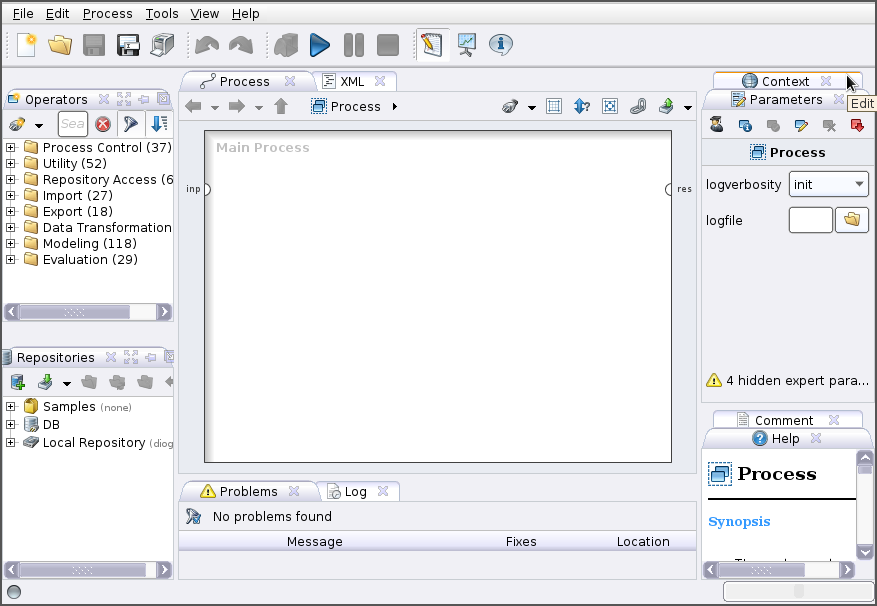 File Edit Process Tools View Help
Process XML
Context
Operators
Parameters
Edit
Process
Sea
Process
Main Process
inp
res
logverbosity init
logfile
Process Control (37)
Utility (52)
Repository Access (6
Import (27)
Export (18)
Data Transformation
Modeling (118)
Evaluation (29)
4 hidden expert para...
Repositories
Samples (none)
DB
Local Repository (diog
Comment
Help
Process
Synopsis
Problems Log
No problems found
Message Fixes Location